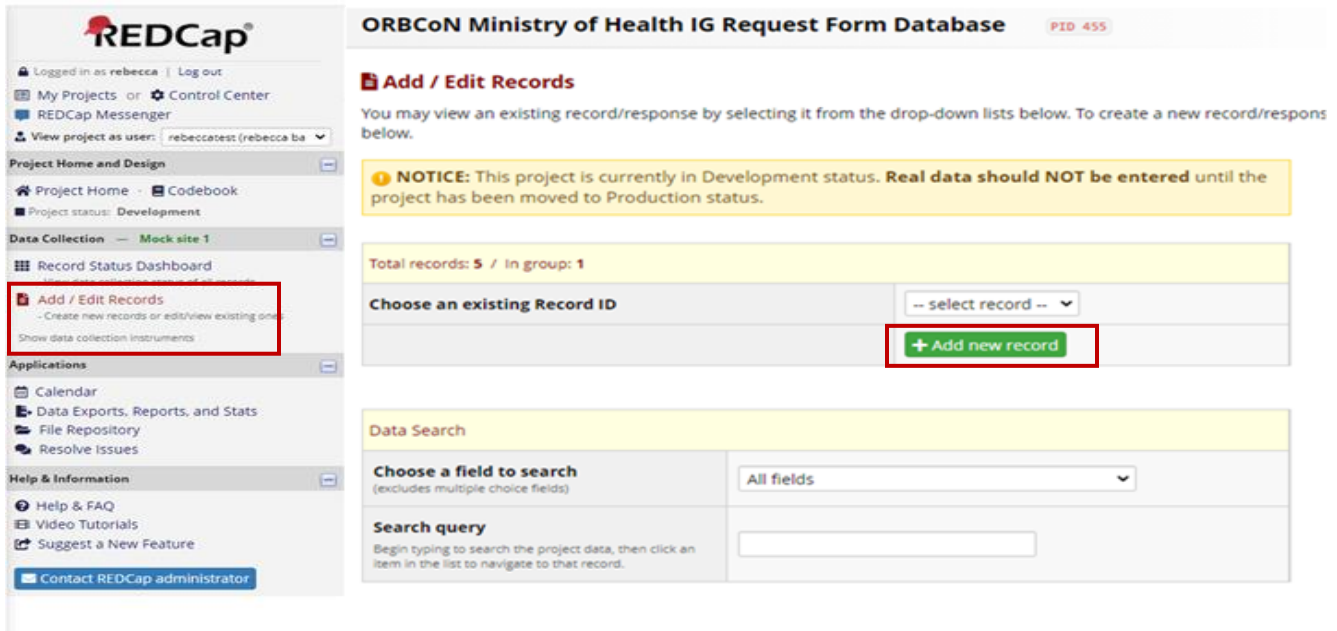 REDCap®
Logged in as rebecca | Log out
My Projects or Control Center
REDCap Messenger
View project as user: rebeccatest (rebecca ba
Project Home and Design
Project Home · Codebook
Project status: Development
Data Collection — Mock site 1
Record Status Dashboard
- View data collection status of all records
Add / Edit Records
- Create new records or edit/view existing ones
Show data collection instruments
Applications
Calendar
Data Exports, Reports, and Stats
File Repository
Resolve Issues
Help & Information
Help & FAQ
Video Tutorials
Suggest a New Feature
Contact REDCap administrator
ORBCoN Ministry of Health IG Request Form Database PID 455
Add / Edit Records
You may view an existing record/response by selecting it from the drop-down lists below. To create a new record/respons
below.
NOTICE: This project is currently in Development status. Real data should NOT be entered until the
project has been moved to Production status.
Total records: 5 / In group: 1
Choose an existing Record ID -- select record --
+ Add new record
Data Search
Choose a field to search
(excludes multiple choice fields)
All fields
Search query
Begin typing to search the project data, then click an
item in the list to navigate to that record.